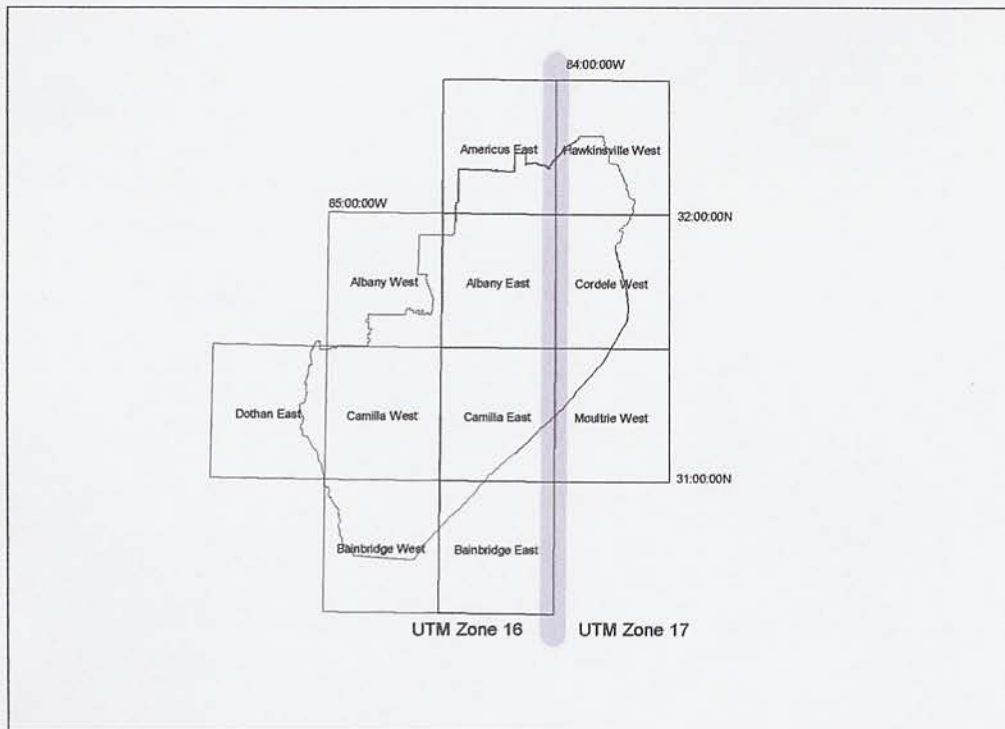 84:00:00W
Americus East
Hawkinsville West
85:00:00W
32:00:00N
Albany West
Albany East
Cordele West
Dothan East
Camilla West
Camilla East
Moultrie West
31:00:00N
Bainbridge West
Bainbridge East
UTM Zone 16
UTM Zone 17